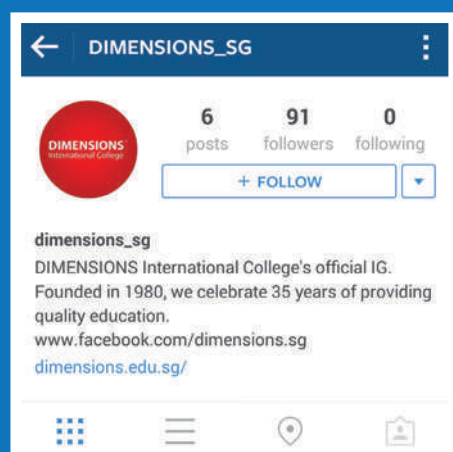 DIMENSIONS_SG
DIMENSIONS
International College
6 91 0
posts followers following
+ FOLLOW
dimensions_sg
DIMENSIONS International College's official IG.
Founded in 1980, we celebrate 35 years of providing
quality education.
www.facebook.com/dimensions.sg
dimensions.edu.sg/